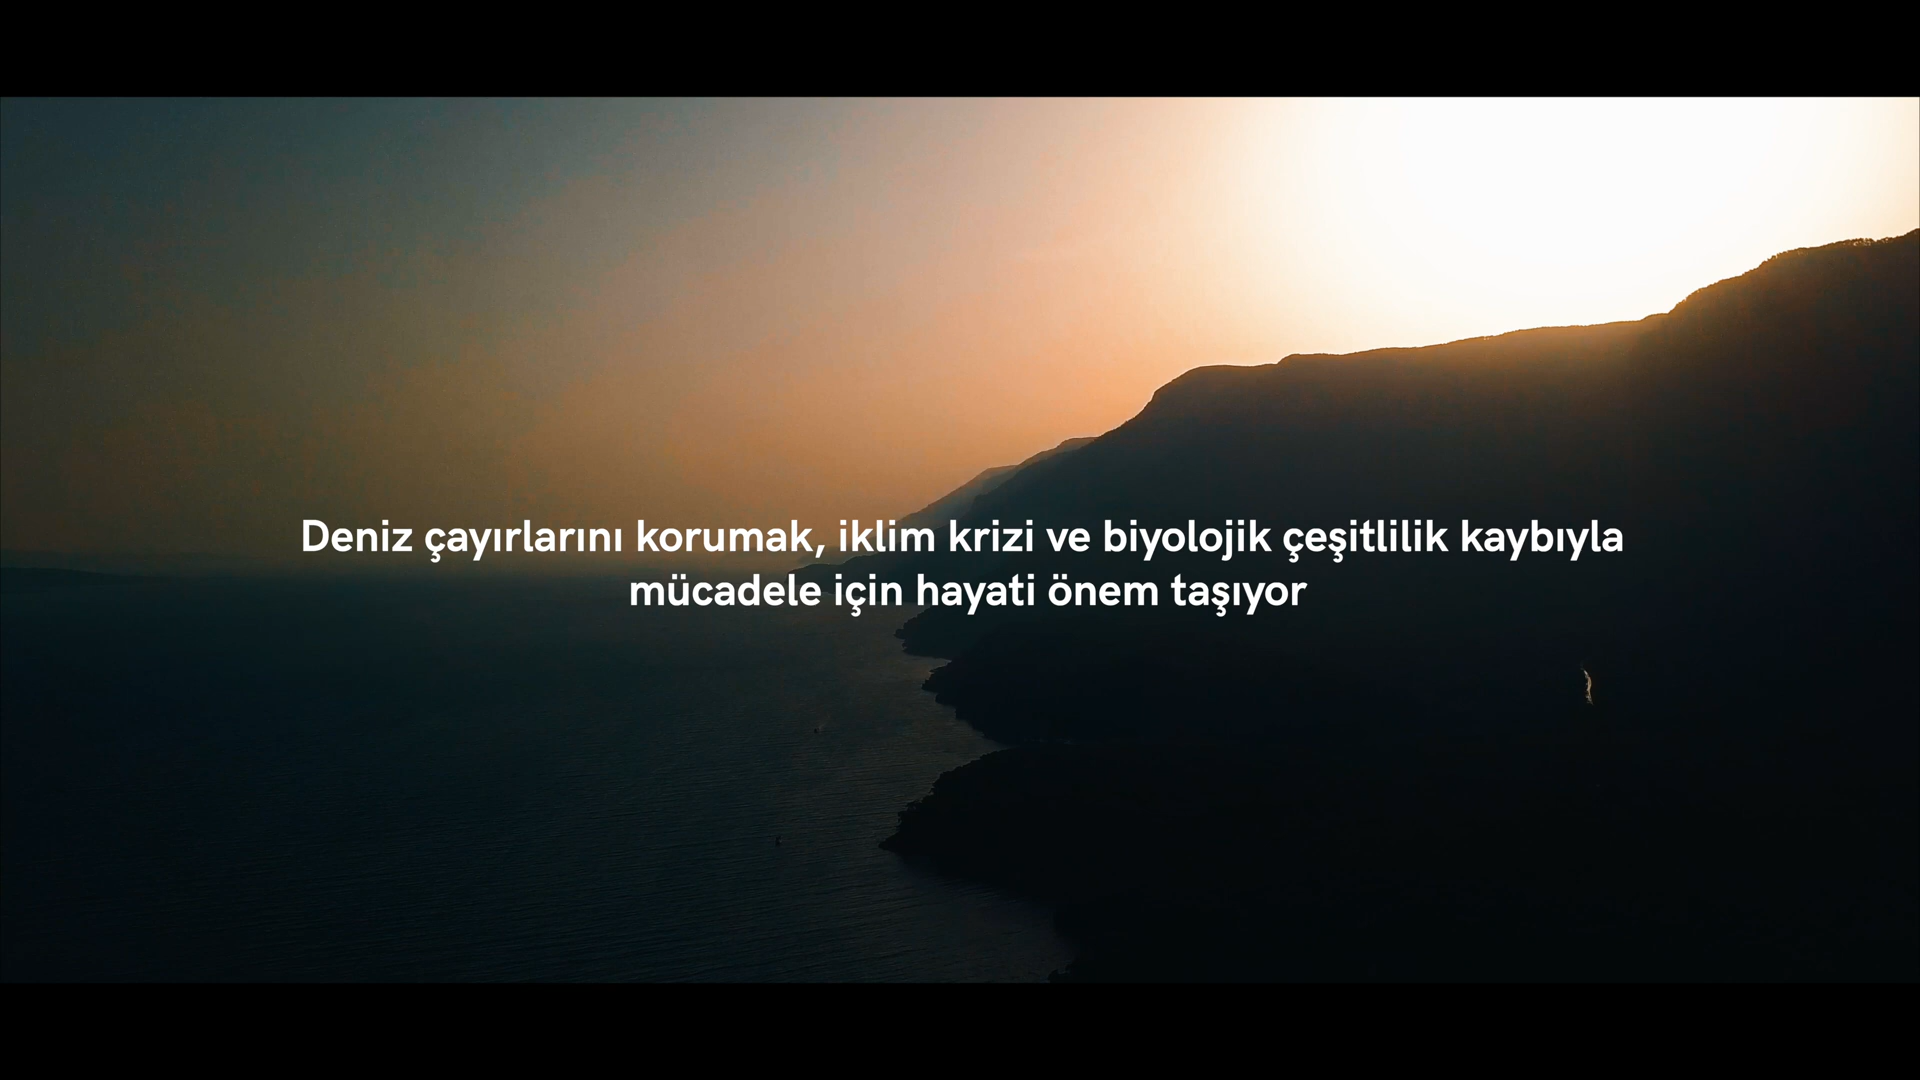 Deniz çayırlarını korumak, iklim krizi ve biyolojik çeşitlilik kaybıyla
mücadele için hayati önem taşıyor